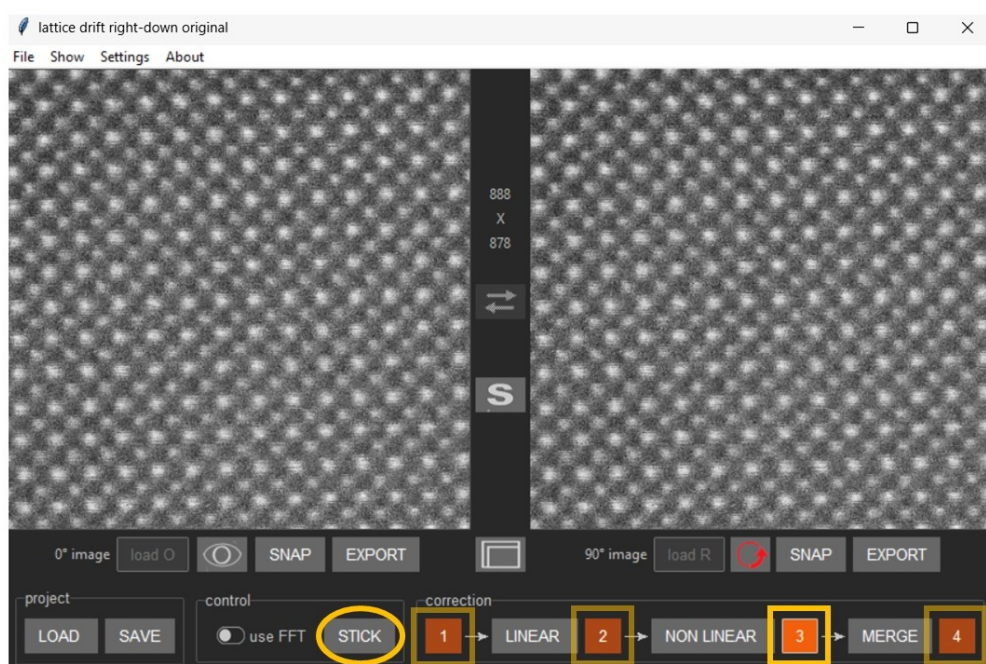 lattice drift right-down original
File Show Settings About
888
X
878
S
0° image load O SNAP EXPORT 90° image load R SNAP EXPORT
project control correction
LOAD SAVE use FFT STICK 1 LINEAR 2 NON LINEAR 3 MERGE 4